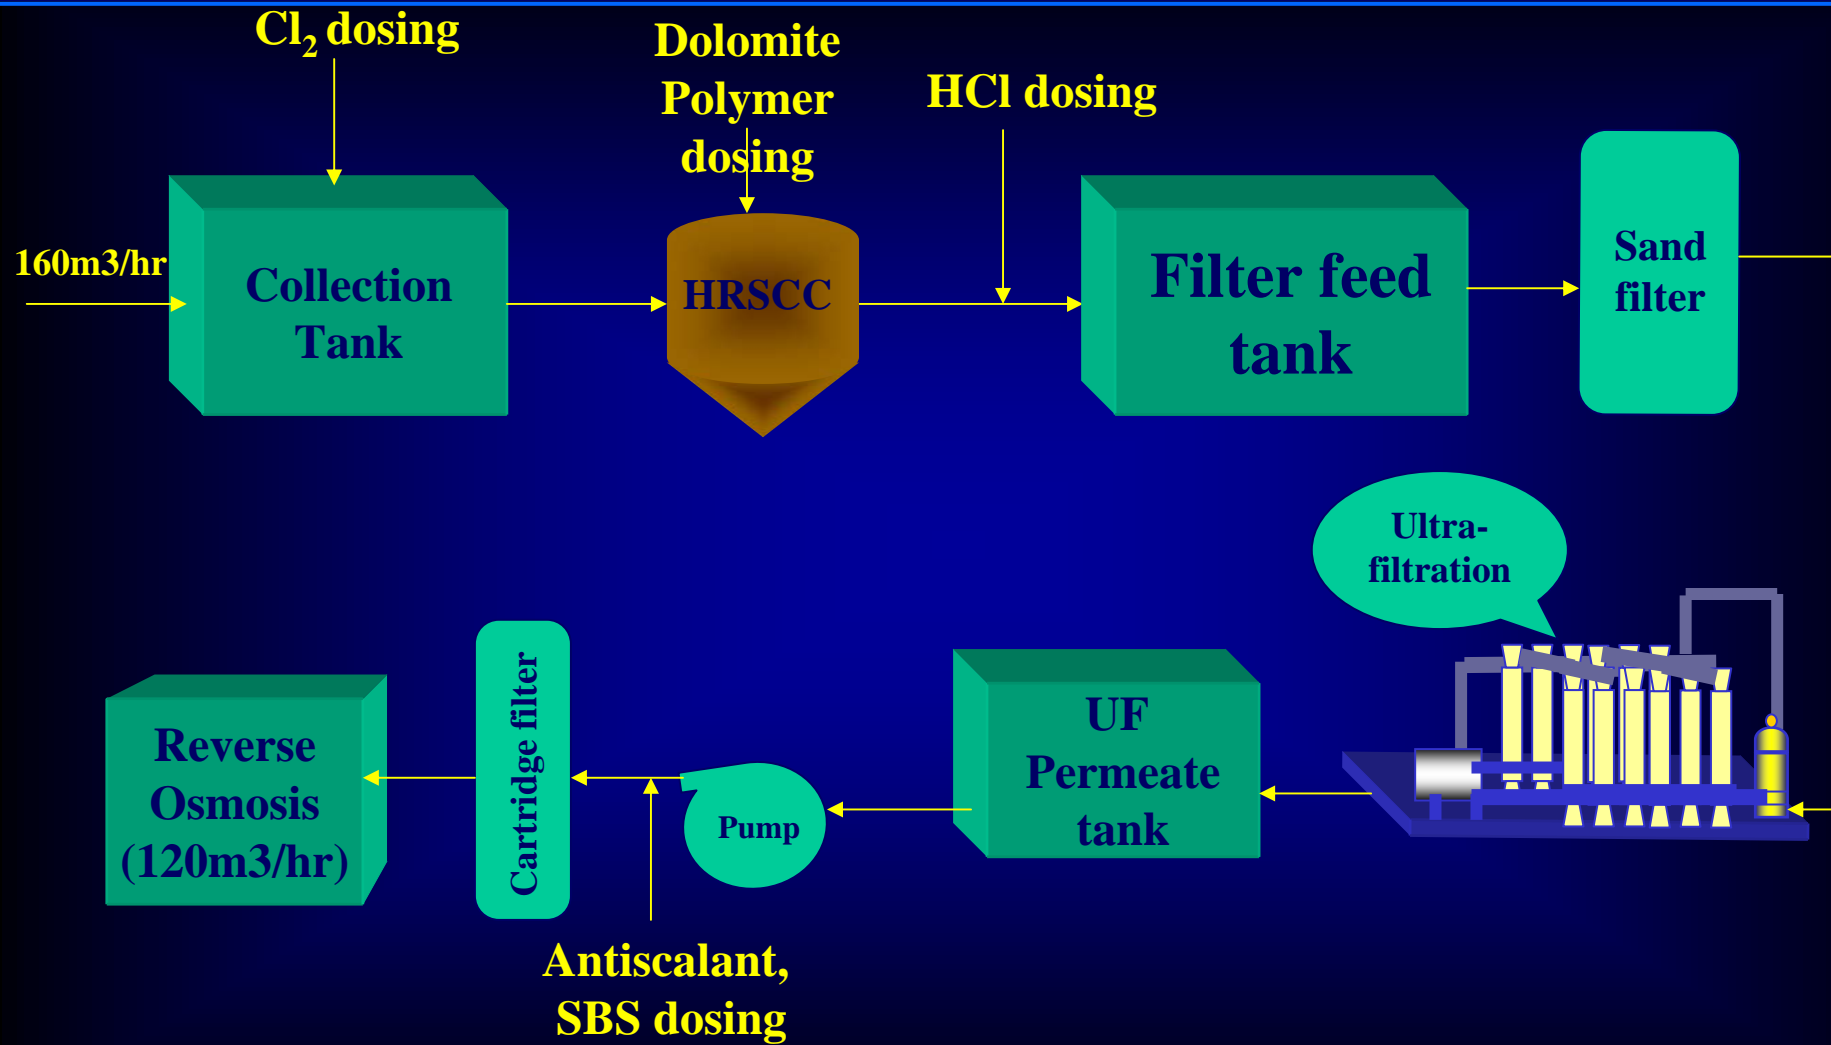 Cl₂ dosing
Dolomite
Polymer
dosing
HCl dosing
160m3/hr
Collection
Tank
HRSCC
Filter feed
tank
Sand
filter
Ultra-
filtration
Reverse
Osmosis
(120m3/hr)
Cartridge filter
Pump
UF
Permeate
tank
Antiscalant,
SBS dosing